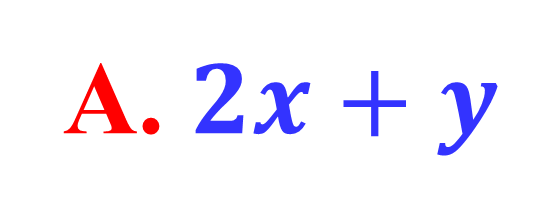 A. 2x + y